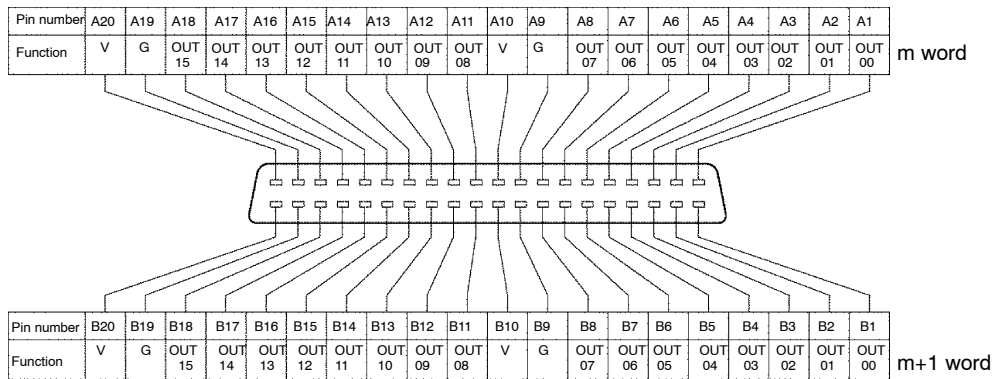 Pin number A20 A19 A18 A17 A16 A15 A14 A13 A12 A11 A10 A9 A8 A7 A6 A5 A4 A3 A2 A1
Function V G OUT 15 OUT 14 OUT 13 OUT 12 OUT 11 OUT 10 OUT 09 OUT 08 V G OUT 07 OUT 06 OUT 05 OUT 04 OUT 03 OUT 02 OUT 01 OUT 00 m word
Pin number B20 B19 B18 B17 B16 B15 B14 B13 B12 B11 B10 B9 B8 B7 B6 B5 B4 B3 B2 B1
Function V G OUT 15 OUT 14 OUT 13 OUT 12 OUT 11 OUT 10 OUT 09 OUT 08 V G OUT 07 OUT 06 OUT 05 OUT 04 OUT 03 OUT 02 OUT 01 OUT 00 m+1 word